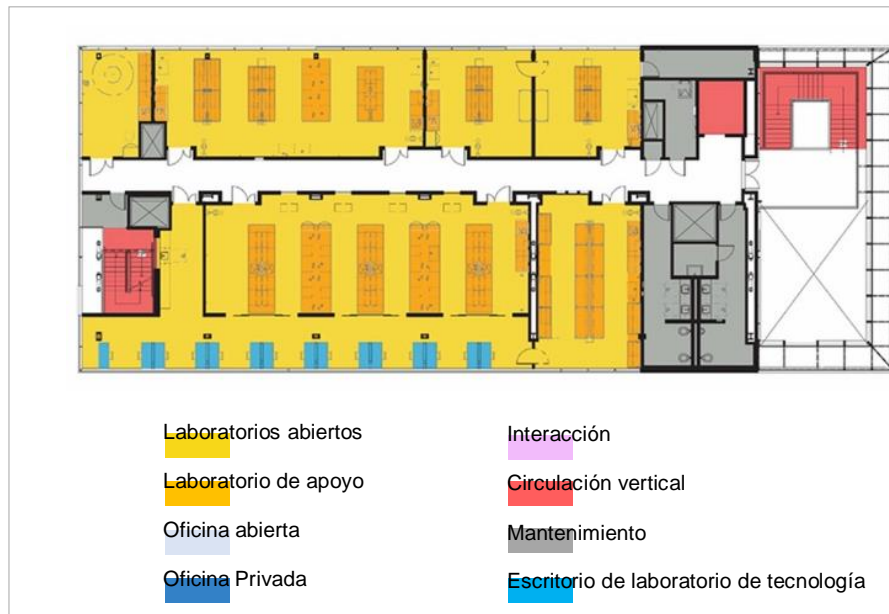 Laboratorios abiertos
Laboratorio de apoyo
Oficina abierta
Oficina Privada
Interacción
Circulación vertical
Mantenimiento
Escritorio de laboratorio de tecnología